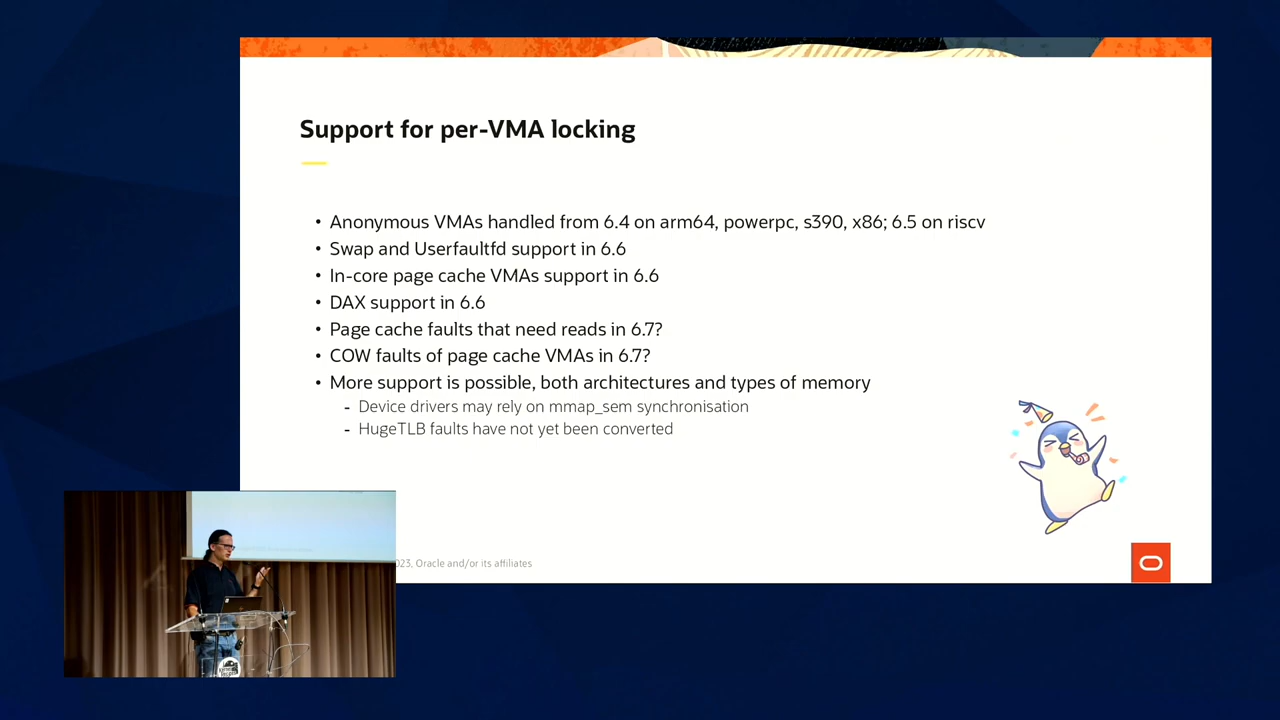 Support for per-VMA locking
• Anonymous VMAs handled from 6.4 on arm64, powerpc, s390, x86; 6.5 on riscv
• Swap and Userfaultfd support in 6.6
• In-core page cache VMAs support in 6.6
• DAX support in 6.6
• Page cache faults that need reads in 6.7?
• COW faults of page cache VMAs in 6.7?
• More support is possible, both architectures and types of memory
- Device drivers may rely on mmap_sem synchronisation
- HugeTLB faults have not yet been converted
023, Oracle and/or its affiliates